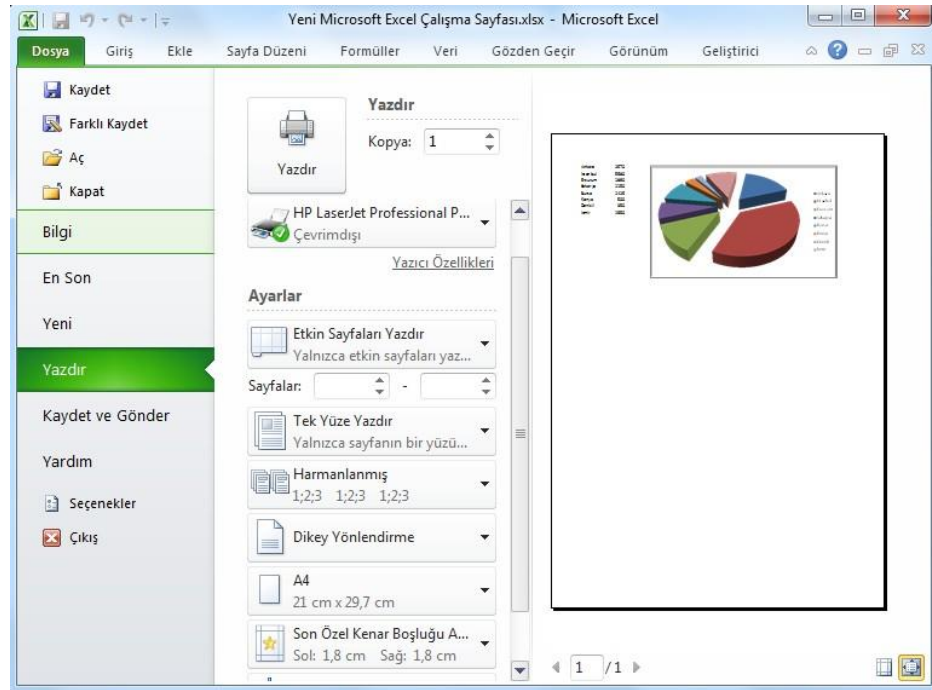 Yeni Microsoft Excel Çalışma Sayfası.xlsx - Microsoft Excel
Dosya Giriş Ekle Sayfa Düzeni Formüller Veri Gözden Geçir Görünüm Geliştirici
Kaydet
Farklı Kaydet
Aç
Kapat
Bilgi
En Son
Yeni
Yazdır
Kaydet ve Gönder
Yardım
Seçenekler
Çıkış
Yazdır
Yazdır
Kopya: 1
HP LaserJet Professional P...
Çevrimdışı
Yazıcı Özellikleri
Ayarlar
Etkin Sayfaları Yazdır
Yalnızca etkin sayfaları yaz...
Sayfalar: -
Tek Yüze Yazdır
Yalnızca sayfanın bir yüzü...
Harmanlanmış
1;2;3 1;2;3 1;2;3
Dikey Yönlendirme
A4
21 cm x 29,7 cm
Son Özel Kenar Boşluğu A...
Sol: 1,8 cm Sağ: 1,8 cm
1 /1